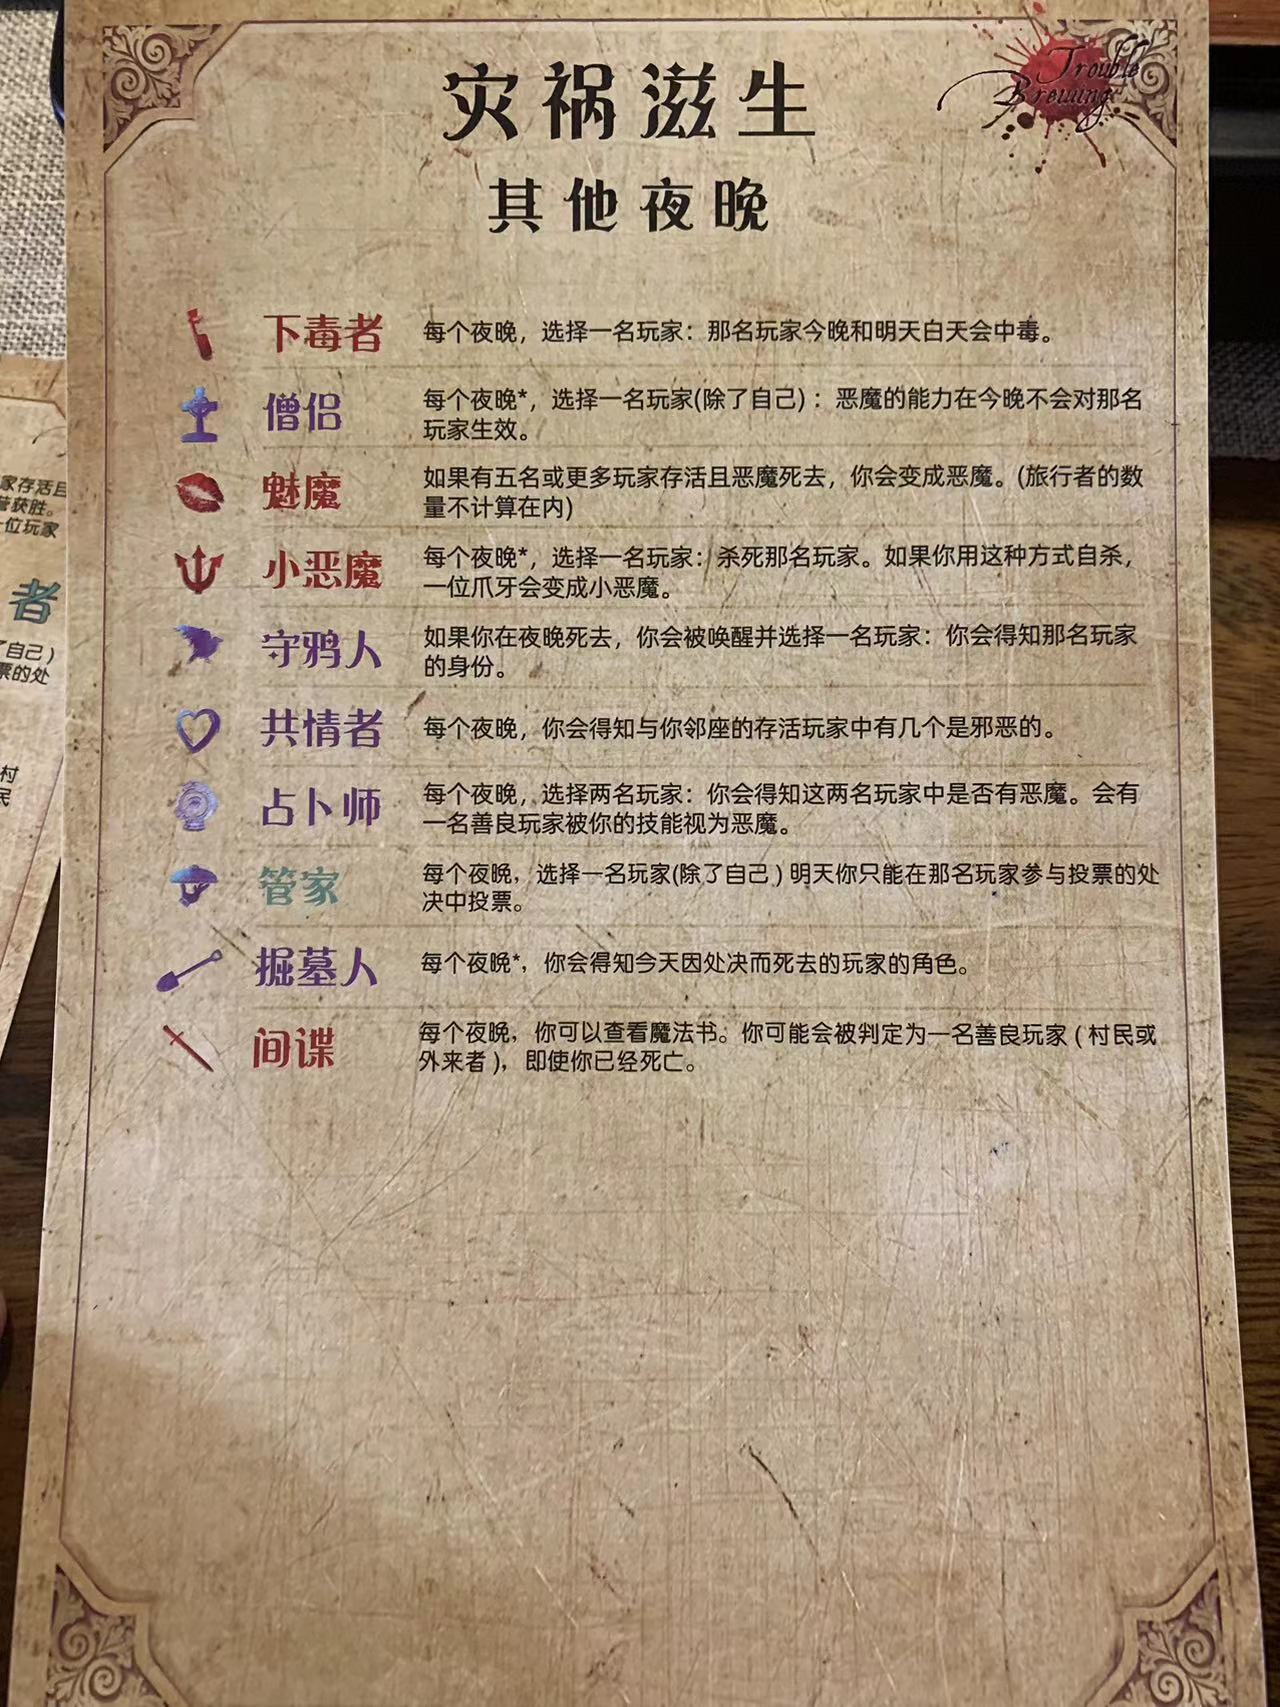 灾祸滋生
Trouble
Brewing
其他夜晚
下毒者
每个夜晚，选择一名玩家：那名玩家今晚和明天白天会中毒。
僧侣
每个夜晚*，选择一名玩家(除了自己)：恶魔的能力在今晚不会对那名
玩家生效。
魅魔
如果有五名或更多玩家存活且恶魔死去，你会变成恶魔。(旅行者的数
量不计算在内)
小恶魔
每个夜晚*，选择一名玩家：杀死那名玩家。如果你用这种方式自杀，
一位爪牙会变成小恶魔。
守鸦人
如果你在夜晚死去，你会被唤醒并选择一名玩家：你会得知那名玩家
的身份。
共情者
每个夜晚，你会得知与你邻座的存活玩家中有几个是邪恶的。
占卜师
每个夜晚，选择两名玩家：你会得知这两名玩家中是否有恶魔。会有
一名善良玩家被你的技能视为恶魔。
管家
每个夜晚，选择一名玩家(除了自己)明天你只能在那名玩家参与投票的处
决中投票。
掘墓人
每个夜晚*，你会得知今天因处决而死去的玩家的角色。
间谍
每个夜晚，你可以查看魔法书。你可能会被判定为一名善良玩家(村民或
外来者)，即使你已经死亡。
家存活且
营获胜。
一位玩家
者
了自己)
票的处
村
民